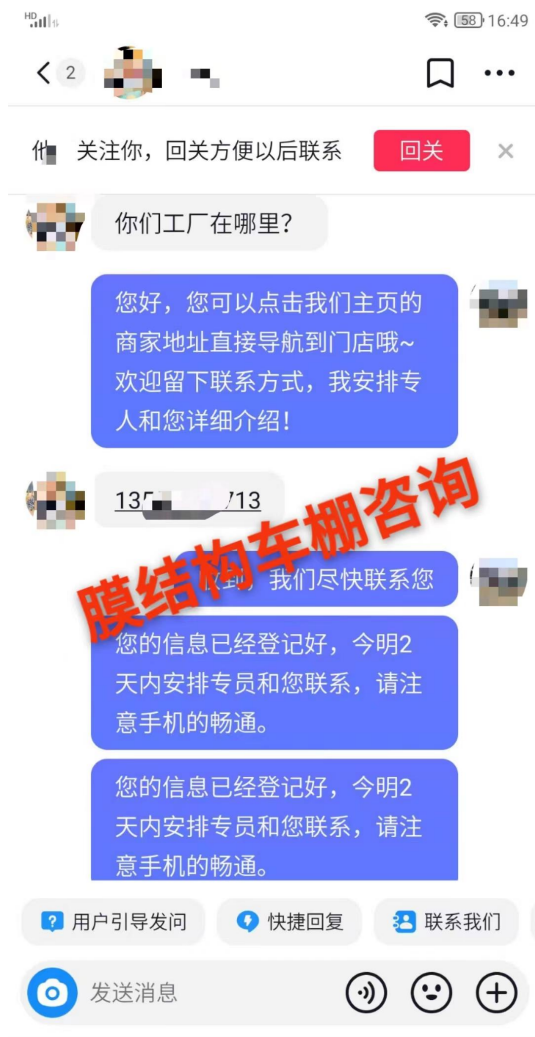 HD 58 16:49
2
关注你，回关方便以后联系 回关
你们工厂在哪里？
您好，您可以点击我们主页的
商家地址直接导航到门店哦~
欢迎留下联系方式，我安排专
人和您详细介绍！
713
膜结构车棚咨询
收到，我们尽快联系您
您的信息已经登记好，今明2
天内安排专员和您联系，请注
意手机的畅通。
您的信息已经登记好，今明2
天内安排专员和您联系，请注
意手机的畅通。
用户引导发问 快捷回复 联系我们
发送消息